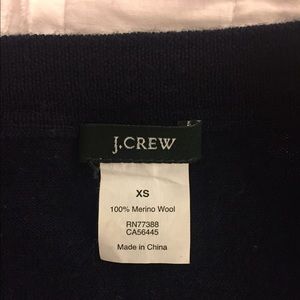 J.CREW
XS
100% Merino Wool
RN77388
CA56445
Made in China